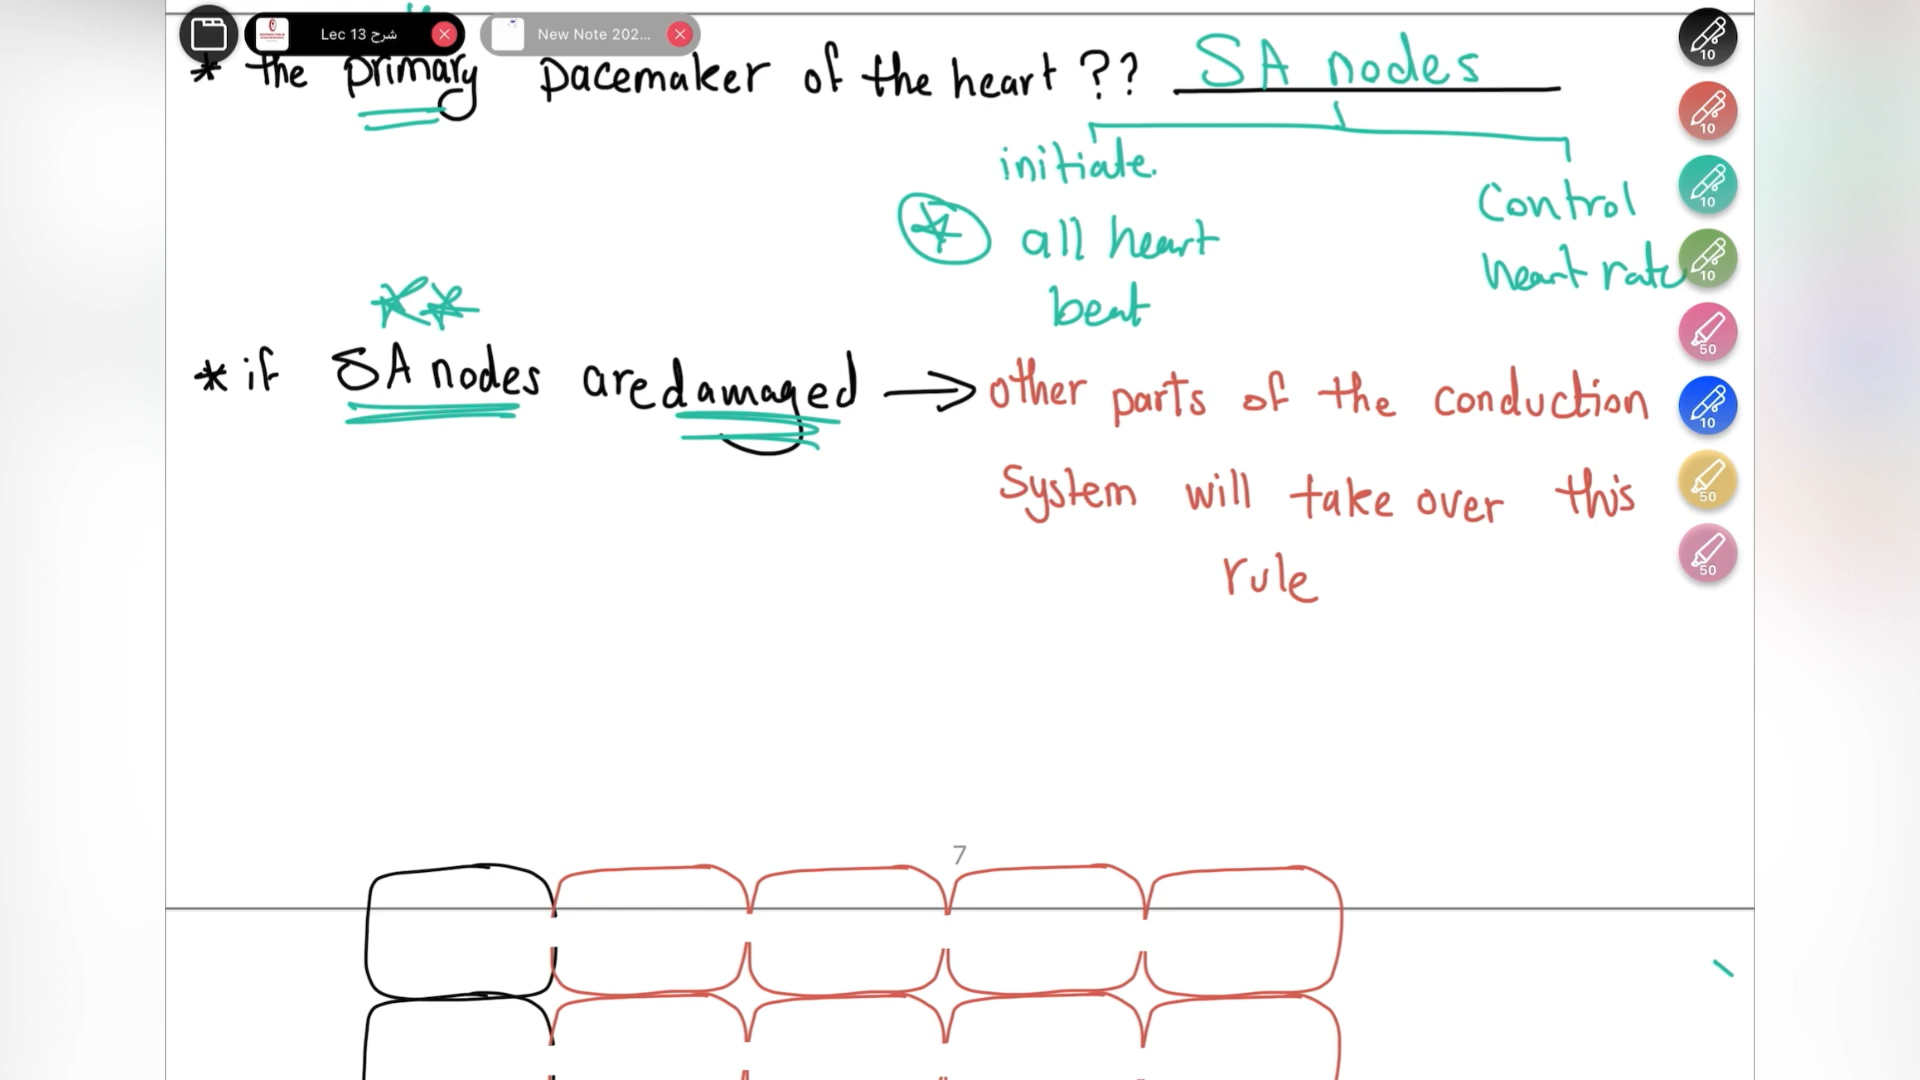 Lec 13 شرح
New Note 202...
* the primary pacemaker of the heart ?? SA nodes
initiate.
all heart
beat
Control
heart rate
* if SA nodes are damaged → other parts of the conduction
System will take over this
rule
7
10
10
10
10
50
10
50
50